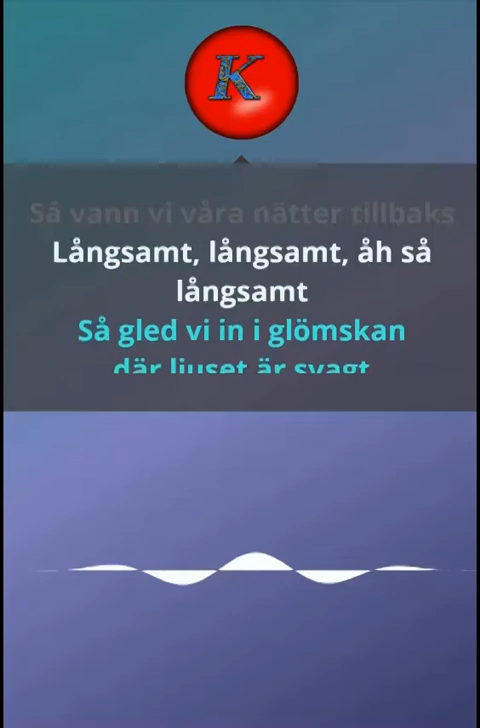 K
Så vann vi våra nätter tillbaks
Långsamt, långsamt, åh så
långsamt
Så gled vi in i glömskan
där ljuset är svagt